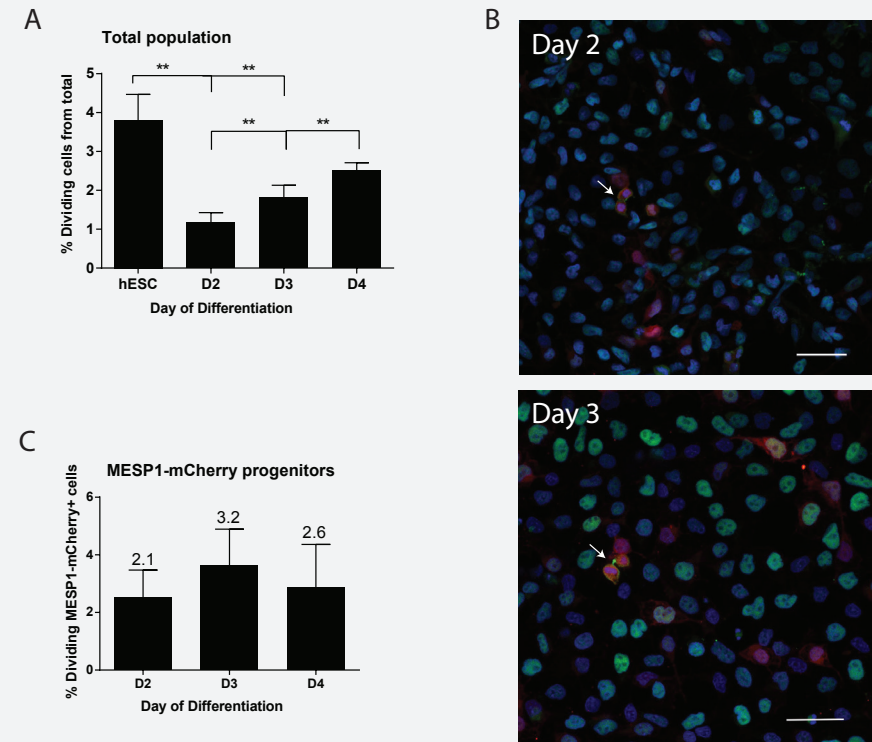 A
Total population
% Dividing cells from total
5
4
3
2
1
0
**
**
**
**
hESC D2 D3 D4
Day of Differentiation
B
Day 2
Day 3
C
MESP1-mCherry progenitors
% Dividing MESP1-mCherry+ cells
6
4
2
0
2.1
3.2
2.6
D2 D3 D4
Day of Differentiation